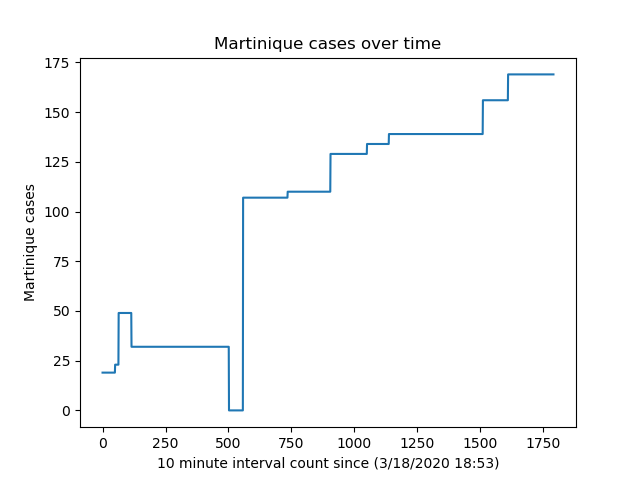 Martinique cases over time
175
150
125
100
75
50
25
0
Martinique cases
0 250 500 750 1000 1250 1500 1750
10 minute interval count since (3/18/2020 18:53)